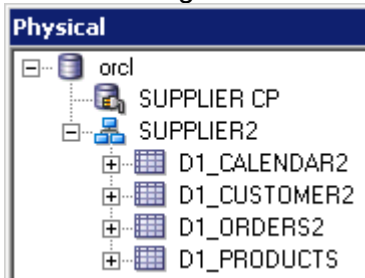 Physical
orcl
SUPPLIER CP
SUPPLIER2
D1_CALENDAR2
D1_CUSTOMER2
D1_ORDERS2
D1_PRODUCTS